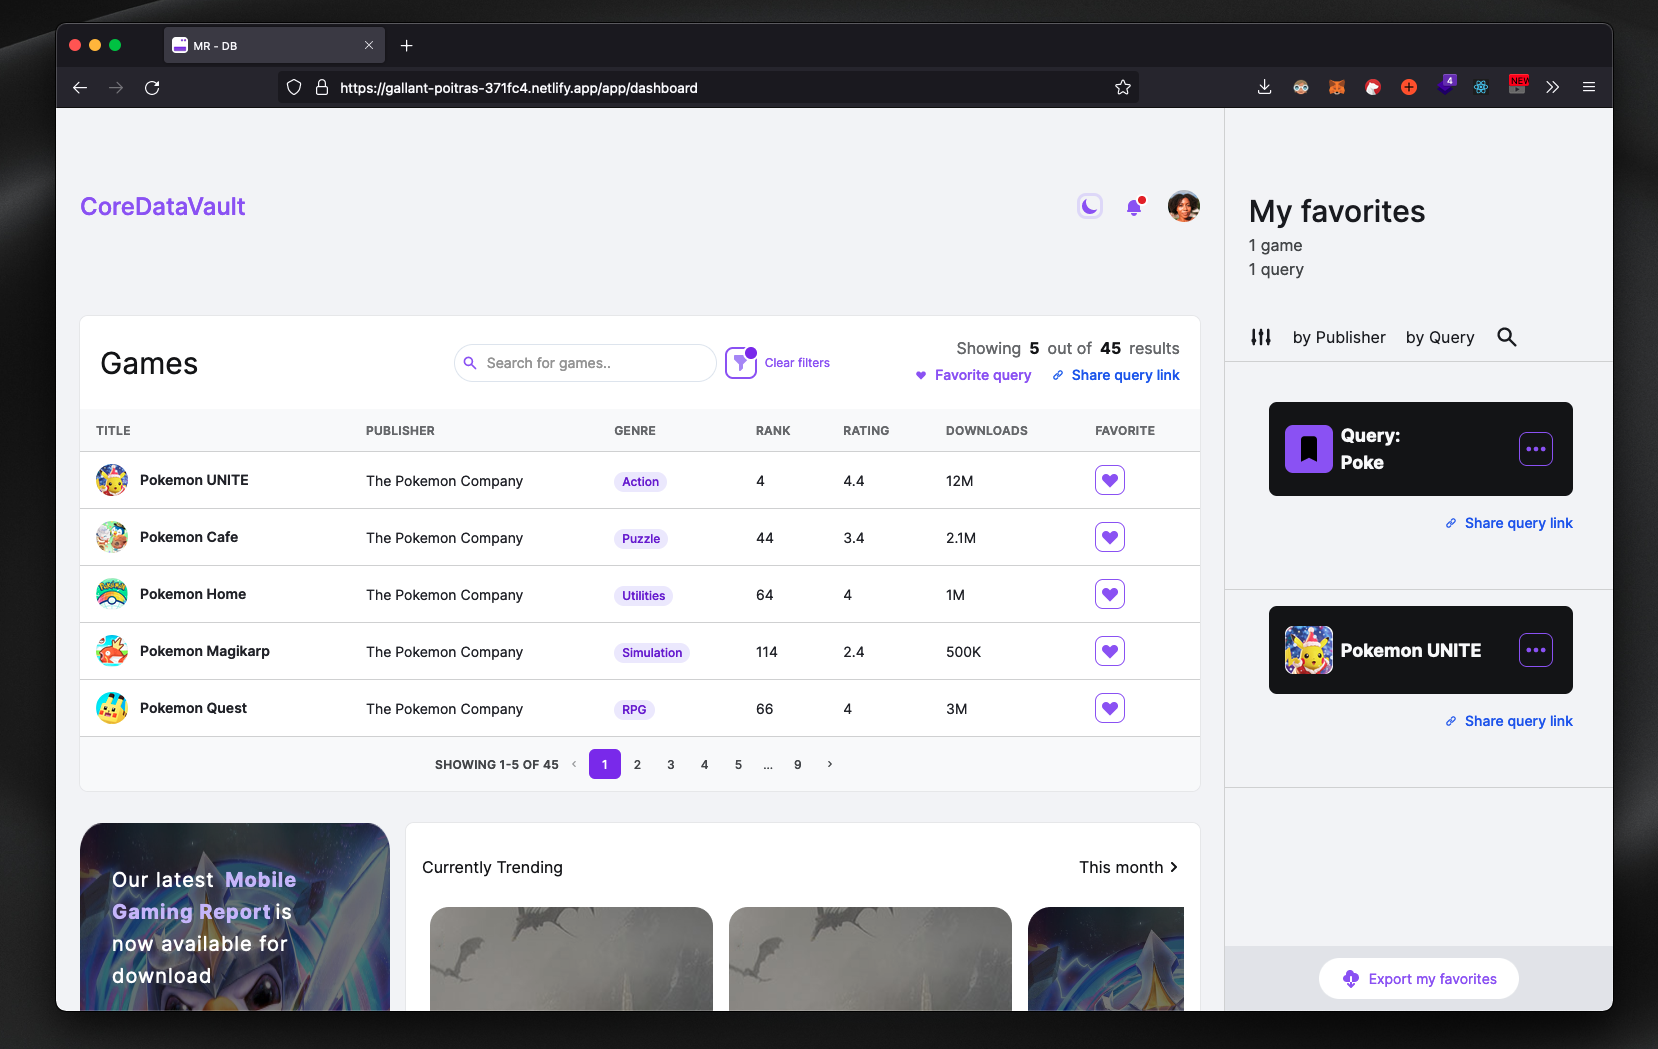 MR - DB
https://gallant-poitras-371fc4.netlify.app/app/dashboard
4
NEW
CoreDataVault
Games
Search for games..
Clear filters
Showing 5 out of 45 results
Favorite query
Share query link
TITLE PUBLISHER GENRE RANK RATING DOWNLOADS FAVORITE
Pokemon UNITE The Pokemon Company Action 4 4.4 12M
Pokemon Cafe The Pokemon Company Puzzle 44 3.4 2.1M
Pokemon Home The Pokemon Company Utilities 64 4 1M
Pokemon Magikarp The Pokemon Company Simulation 114 2.4 500K
Pokemon Quest The Pokemon Company RPG 66 4 3M
SHOWING 1-5 OF 45 ‹ 1 2 3 4 5 ... 9 ›
Our latest Mobile
Gaming Report is
now available for
download
Currently Trending
This month
My favorites
1 game
1 query
by Publisher by Query
Query:
Poke
Share query link
Pokemon UNITE
Share query link
Export my favorites